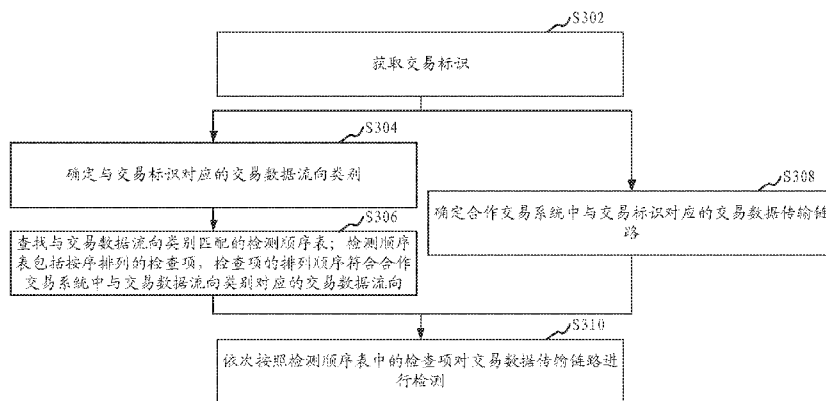 S302
获取交易标识
S304
确定与交易标识对应的交易数据流向类别
S306
查找与交易数据流向类别匹配的检测顺序表；检测顺序
表包括按序排列的检查项，检查项的排列顺序符合合作
交易系统中与交易数据流向类别对应的交易数据流向
S308
确定合作交易系统中与交易标识对应的交易数据传输链
路
S310
依次按照检测顺序表中的检查项对交易数据传输链路进
行检测